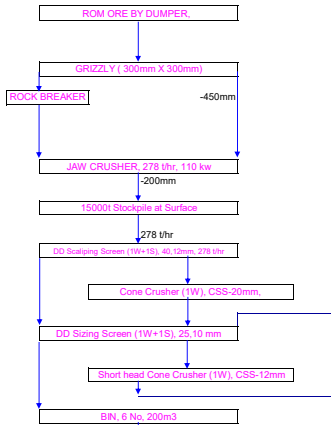 ROM ORE BY DUMPER,
GRIZZLY ( 300mm X 300mm)
ROCK BREAKER
-450mm
JAW CRUSHER, 278 t/hr, 110 kw
-200mm
15000t Stockpile at Surface
278 t/hr
DD Scaliping Screen (1W+1S), 40,12mm, 278 t/hr
Cone Crusher (1W), CSS-20mm,
DD Sizing Screen (1W+1S), 25,10 mm
Short head Cone Crusher (1W), CSS-12mm
BIN, 6 No, 200m3